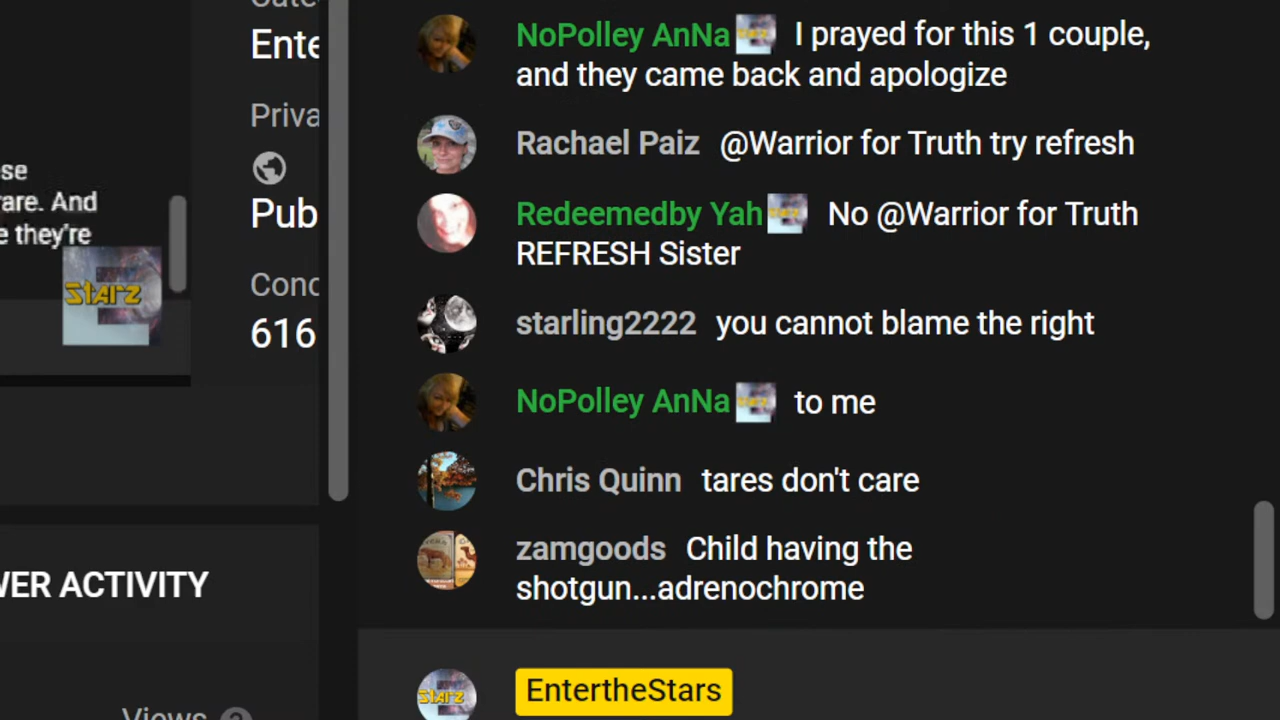 Ente
Priva
Pub
Conc
616
se
are. And
e they're
Starz
WER ACTIVITY
Views
NoPolley AnNa I prayed for this 1 couple,
and they came back and apologize
Rachael Paiz @Warrior for Truth try refresh
Redeemedby Yah No @Warrior for Truth
REFRESH Sister
starling2222 you cannot blame the right
NoPolley AnNa to me
Chris Quinn tares don't care
zamgoods Child having the
shotgun...adrenochrome
Starz EntertheStars